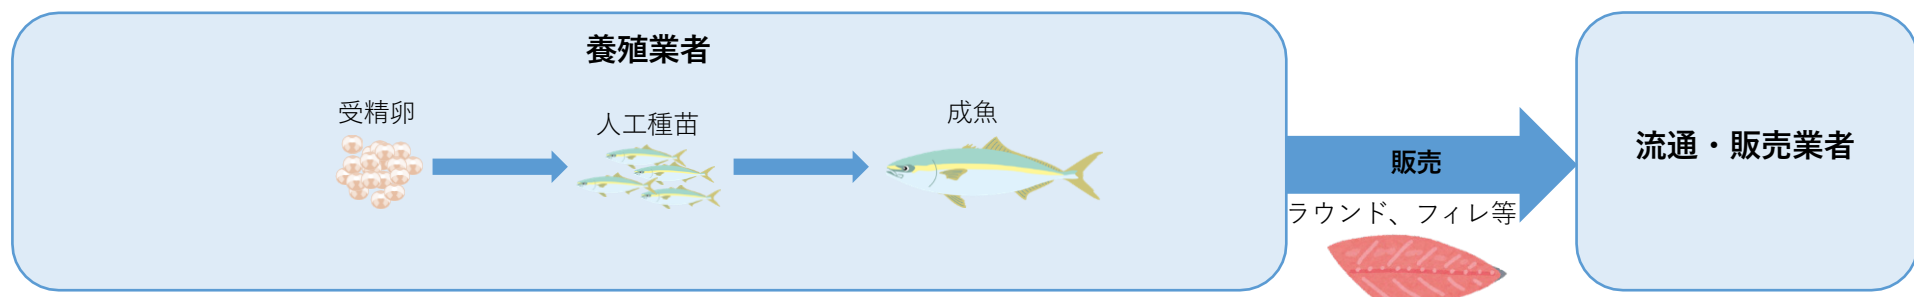 養殖業者
受精卵
人工種苗
成魚
販売
ラウンド、フィレ等
流通・販売業者